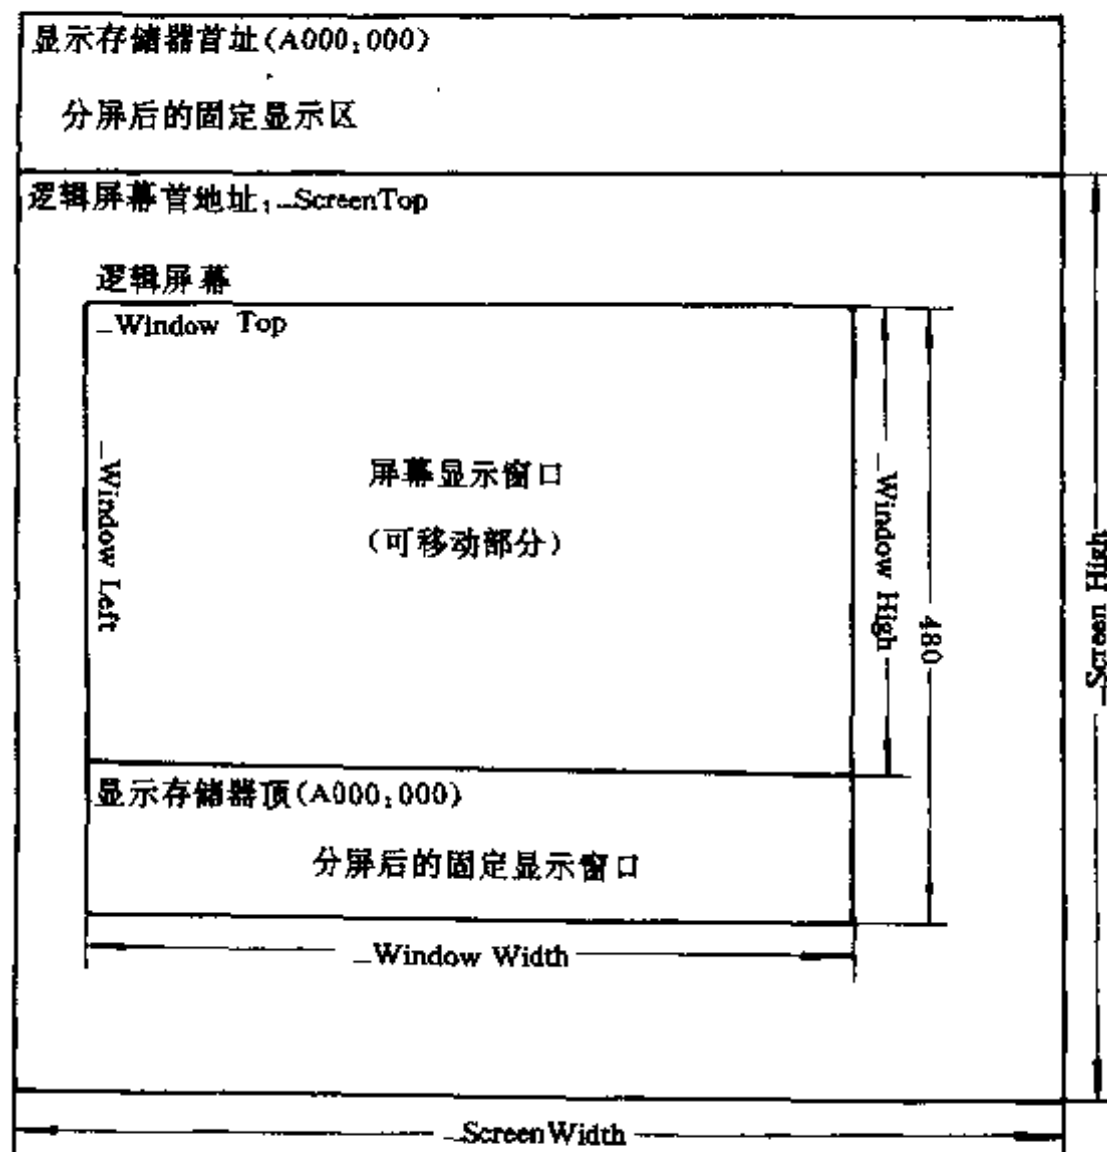 显示存储器首址(A000:000)
分屏后的固定显示区
逻辑屏幕首地址:_ScreenTop
逻辑屏幕
_Window Top
_Window Left
屏幕显示窗口
(可移动部分)
_Window High
480
_Screen High
显示存储器顶(A000:000)
分屏后的固定显示窗口
_Window Width
_ScreenWidth